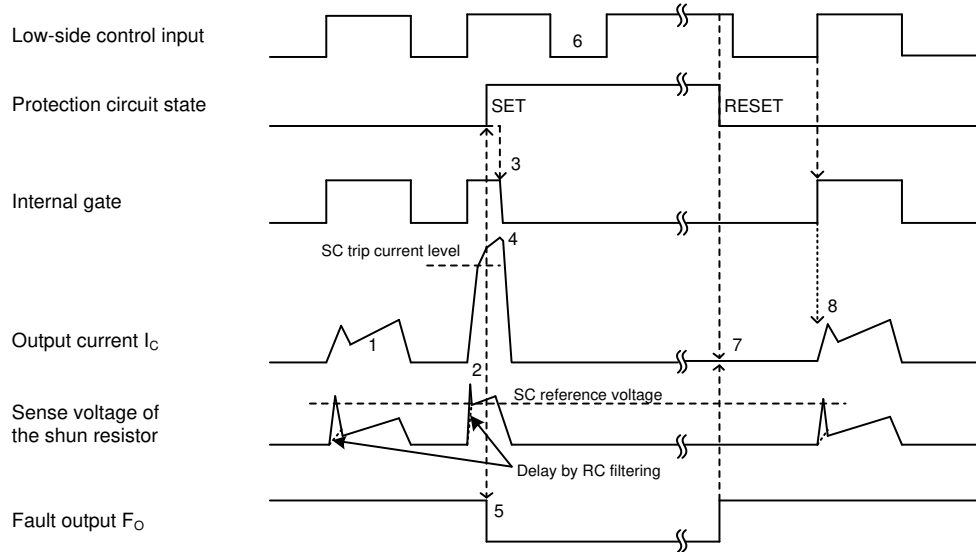 Low-side control input
6
Protection circuit state
SET
RESET
3
Internal gate
4
SC trip current level
8
Output current IC
1
7
2
SC reference voltage
Sense voltage of
the shun resistor
Delay by RC filtering
5
Fault output FO